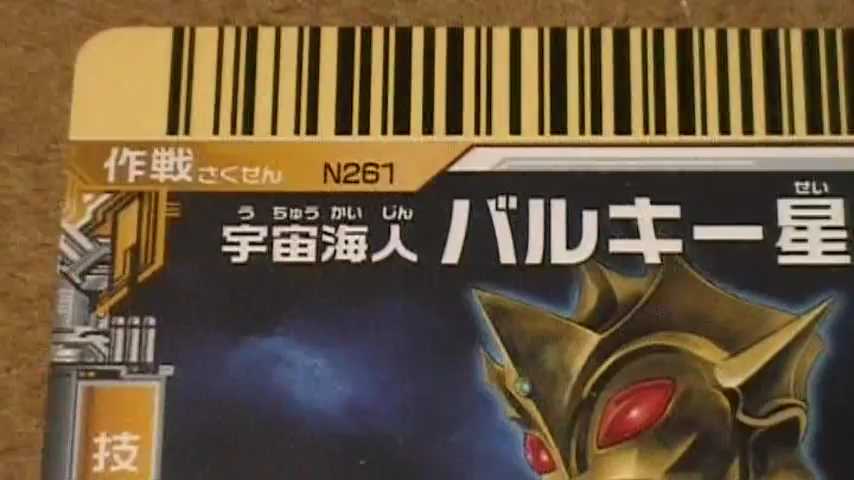 作戦 さくせん N261
せい
う ちゅう かい じん
宇宙海人 バルキー星
技